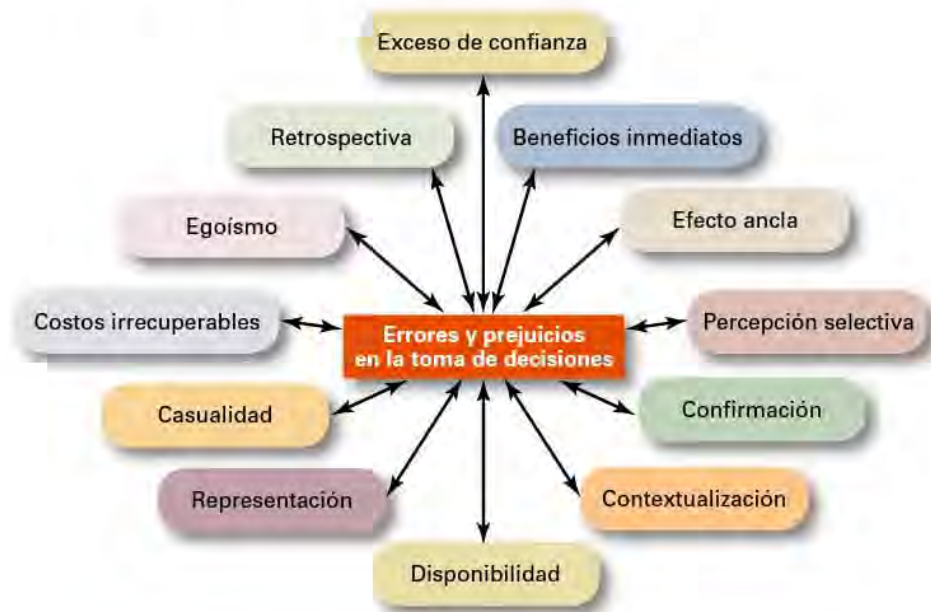 Exceso de confianza
Retrospectiva
Beneficios inmediatos
Egoísmo
Efecto ancla
Costos irrecuperables
Errores y prejuicios
en la toma de decisiones
Percepción selectiva
Casualidad
Confirmación
Representación
Contextualización
Disponibilidad